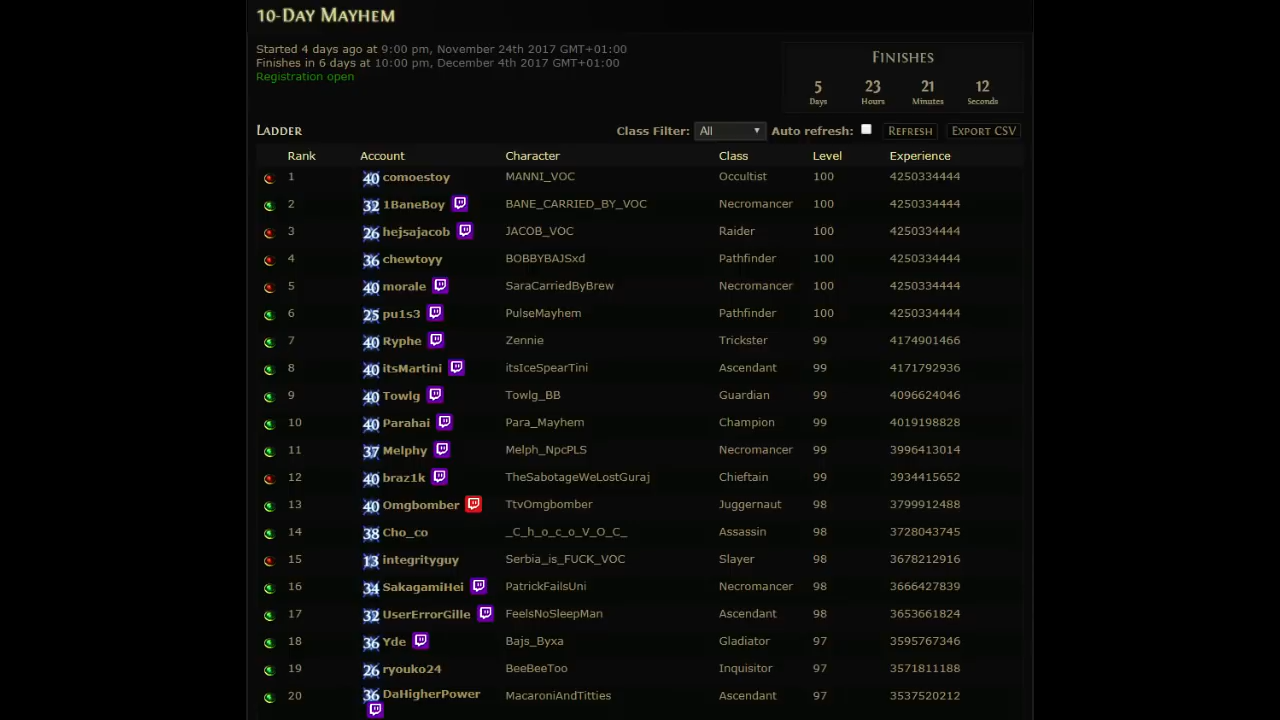 10-Day Mayhem
Started 4 days ago at 9:00 pm, November 24th 2017 GMT+01:00
Finishes in 6 days at 10:00 pm, December 4th 2017 GMT+01:00
Registration open
Finishes
5 23 21 12
Days Hours Minutes Seconds
Ladder Class Filter: All Auto refresh: Refresh Export CSV
Rank Account Character Class Level Experience
1 40 comoestoy MANNI_VOC Occultist 100 4250334444
2 32 1BaneBoy BANE_CARRIED_BY_VOC Necromancer 100 4250334444
3 26 hejsajacob JACOB_VOC Raider 100 4250334444
4 36 chewtoyy BOBBYBAJSxd Pathfinder 100 4250334444
5 40 morale SaraCarriedByBrew Necromancer 100 4250334444
6 25 pu1s3 PulseMayhem Pathfinder 100 4250334444
7 40 Ryphe Zennie Trickster 99 4174901466
8 40 itsMartini itsIceSpearTini Ascendant 99 4171792936
9 40 Towlg Towlg_BB Guardian 99 4096624046
10 40 Parahai Para_Mayhem Champion 99 4019198828
11 37 Melphy Melph_NpcPLS Necromancer 99 3996413014
12 40 braz1k TheSabotageWeLostGuraj Chieftain 99 3934415652
13 40 Omgbomber TtvOmgbomber Juggernaut 98 3799912488
14 38 Cho_co _C_h_o_c_o_V_O_C_ Assassin 98 3728043745
15 13 integrityguy Serbia_is_FUCK_VOC Slayer 98 3678212916
16 34 SakagamiHei PatrickFailsUni Necromancer 98 3666427839
17 32 UserErrorGille FeelsNoSleepMan Ascendant 98 3653661824
18 36 Yde Bajs_Byxa Gladiator 97 3595767346
19 26 ryouko24 BeeBeeToo Inquisitor 97 3571811188
20 36 DaHigherPower MacaroniAndTitties Ascendant 97 3537520212